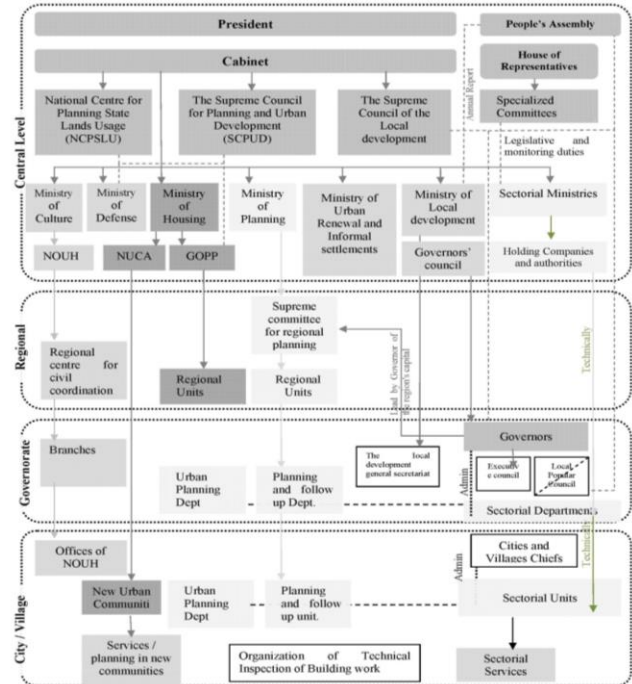 President
People's Assembly
Cabinet
House of
Representatives
National Centre for
Planning State
Lands Usage
(NCPSLU)
The Supreme Council
for Planning and Urban
Development
(SCPUD)
The Supreme
Council of the
Local
development
Annual Report
Specialized
Committees
Legislative and
monitoring duties
Central Level
Ministry
of
Culture
Ministry
of
Defense
Ministry
of
Housing
Ministry
of
Planning
Ministry of
Urban
Renewal and
Informal
settlements
Ministry of
Local
development
Sectorial Ministries
NOUH
NUCA
GOPP
Governors'
council
Holding Companies
and authorities
Regional
Supreme
committee
for regional
planning
Regional
centre for
civil
coordination
Regional
Units
Regional
Units
Lead by Governor of
the region's capital
Technically
Governorate
Branches
The local
development
general secretariat
Governors
Executiv
e council
Local
Popular
Council
Urban
Planning
Dept
Planning
and follow
up Dept.
Admin
Sectorial Departments
City / Village
Offices of
NOUH
Cities and
Villages Chiefs
Technically
New Urban
Communiti
Urban
Planning
Dept
Planning
and follow
up unit.
Admin
Sectorial Units
Services /
planning in new
communities
Organization of Technical
Inspection of Building work
Sectorial
Services